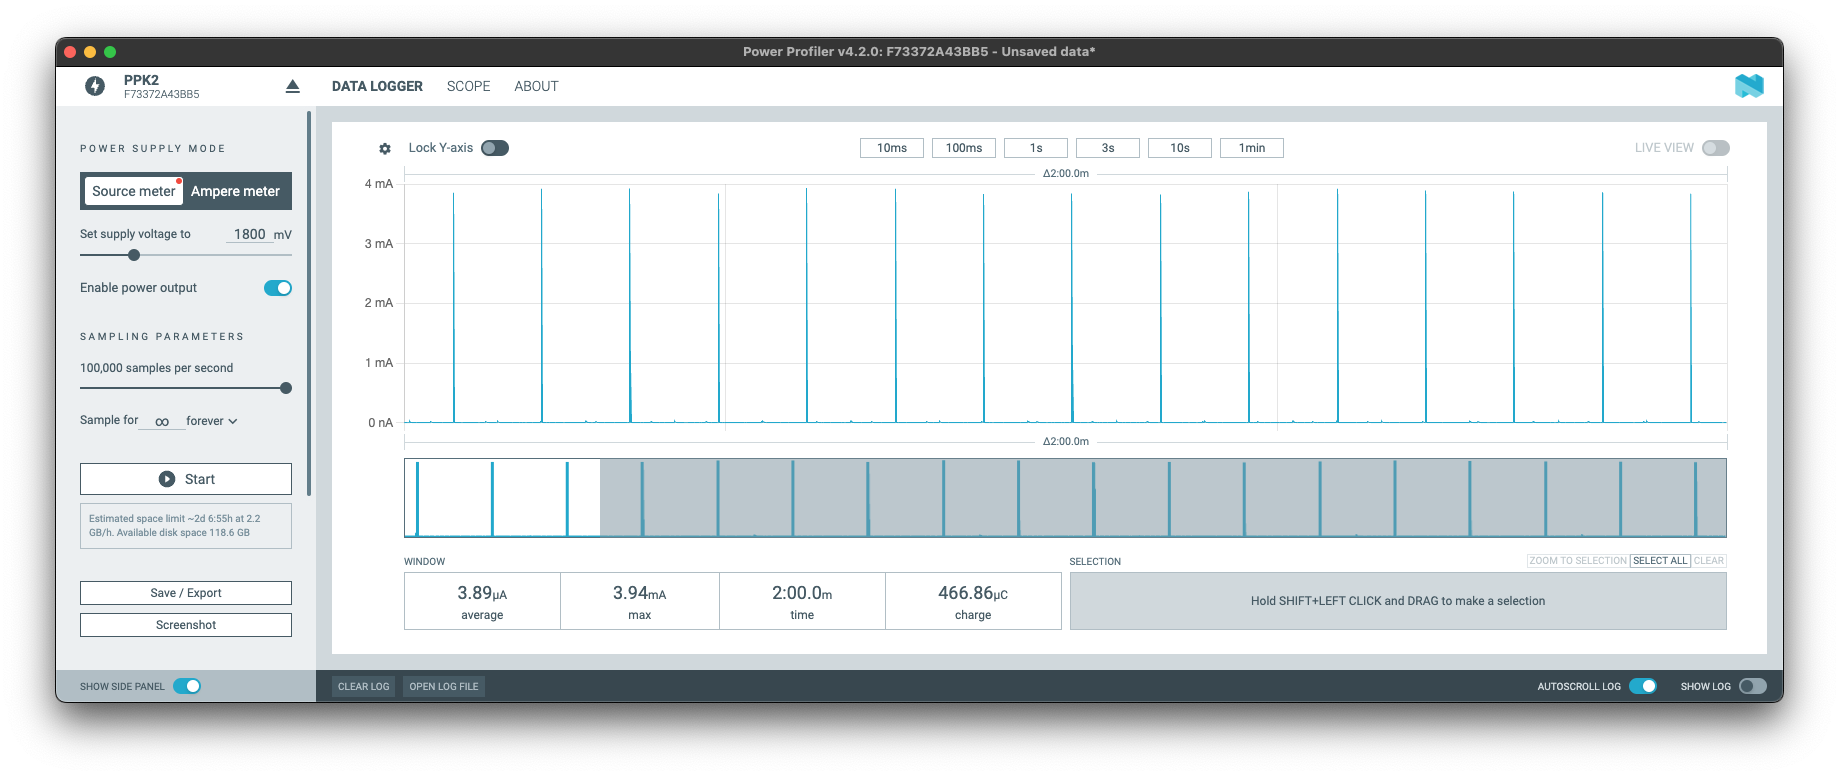 Power Profiler v4.2.0: F73372A43BB5 - Unsaved data*
PPK2
F73372A43BB5
DATA LOGGER
SCOPE
ABOUT
POWER SUPPLY MODE
Source meter
Ampere meter
Set supply voltage to 1800 mV
Enable power output
SAMPLING PARAMETERS
100,000 samples per second
Sample for ∞ forever
Start
Estimated space limit ~2d 6:55h at 2.2
GB/h. Available disk space 118.6 GB
Save / Export
Screenshot
SHOW SIDE PANEL
Lock Y-axis
10ms
100ms
1s
3s
10s
1min
LIVE VIEW
Δ2:00.0m
4 mA
3 mA
2 mA
1 mA
0 nA
Δ2:00.0m
WINDOW
3.89μA
average
3.94mA
max
2:00.0m
time
466.86μC
charge
SELECTION
ZOOM TO SELECTION
SELECT ALL
CLEAR
Hold SHIFT+LEFT CLICK and DRAG to make a selection
CLEAR LOG
OPEN LOG FILE
AUTOSCROLL LOG
SHOW LOG